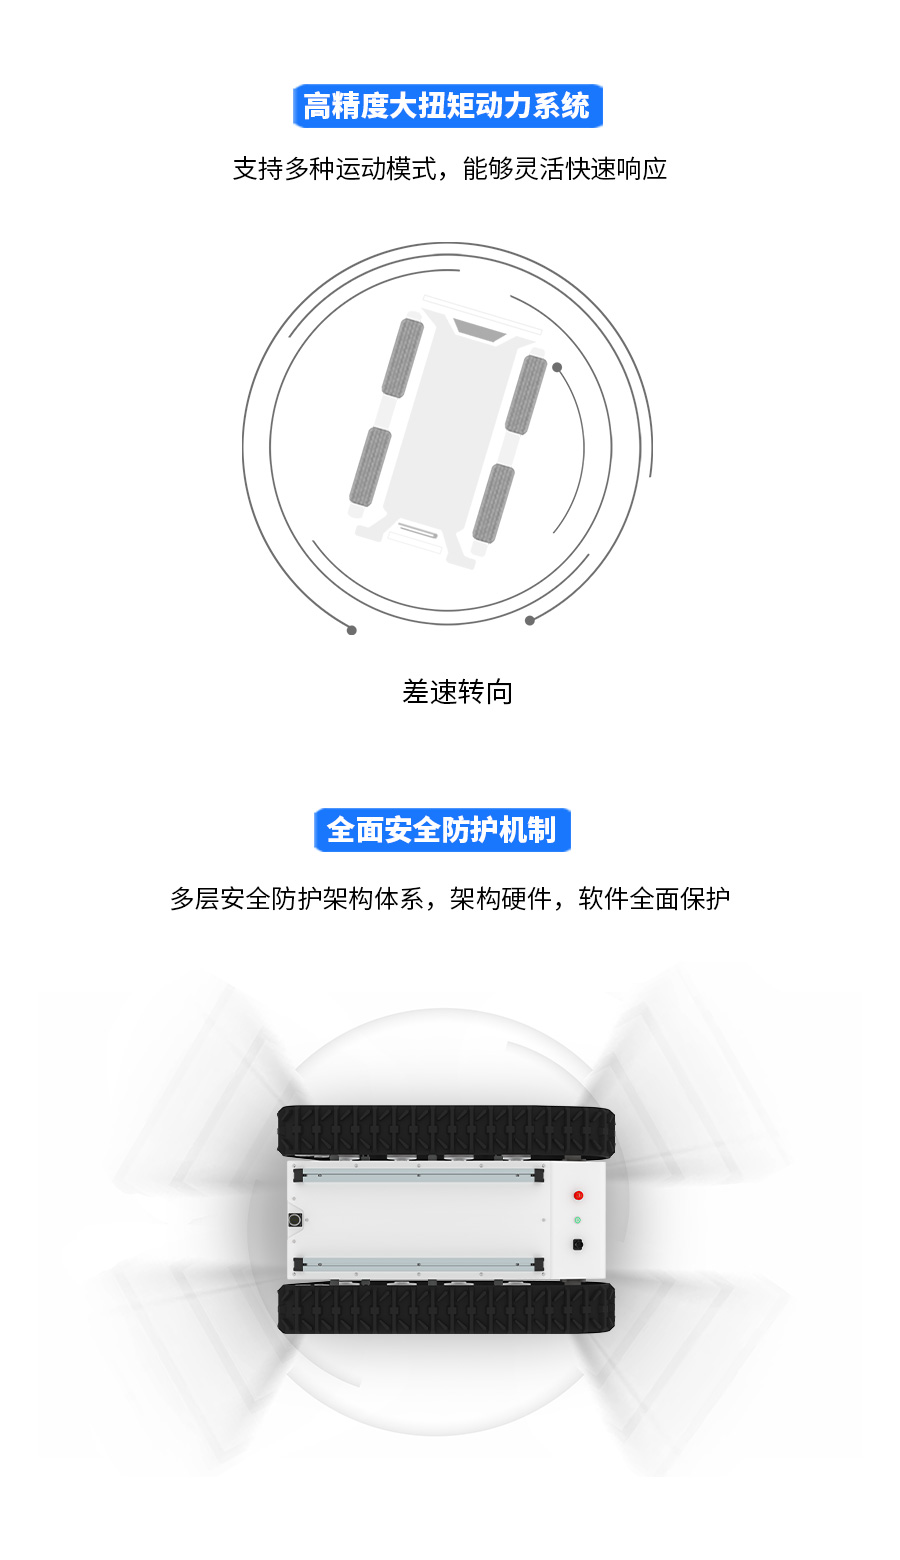 高精度大扭矩动力系统
支持多种运动模式，能够灵活快速响应
差速转向
全面安全防护机制
多层安全防护架构体系，架构硬件，软件全面保护